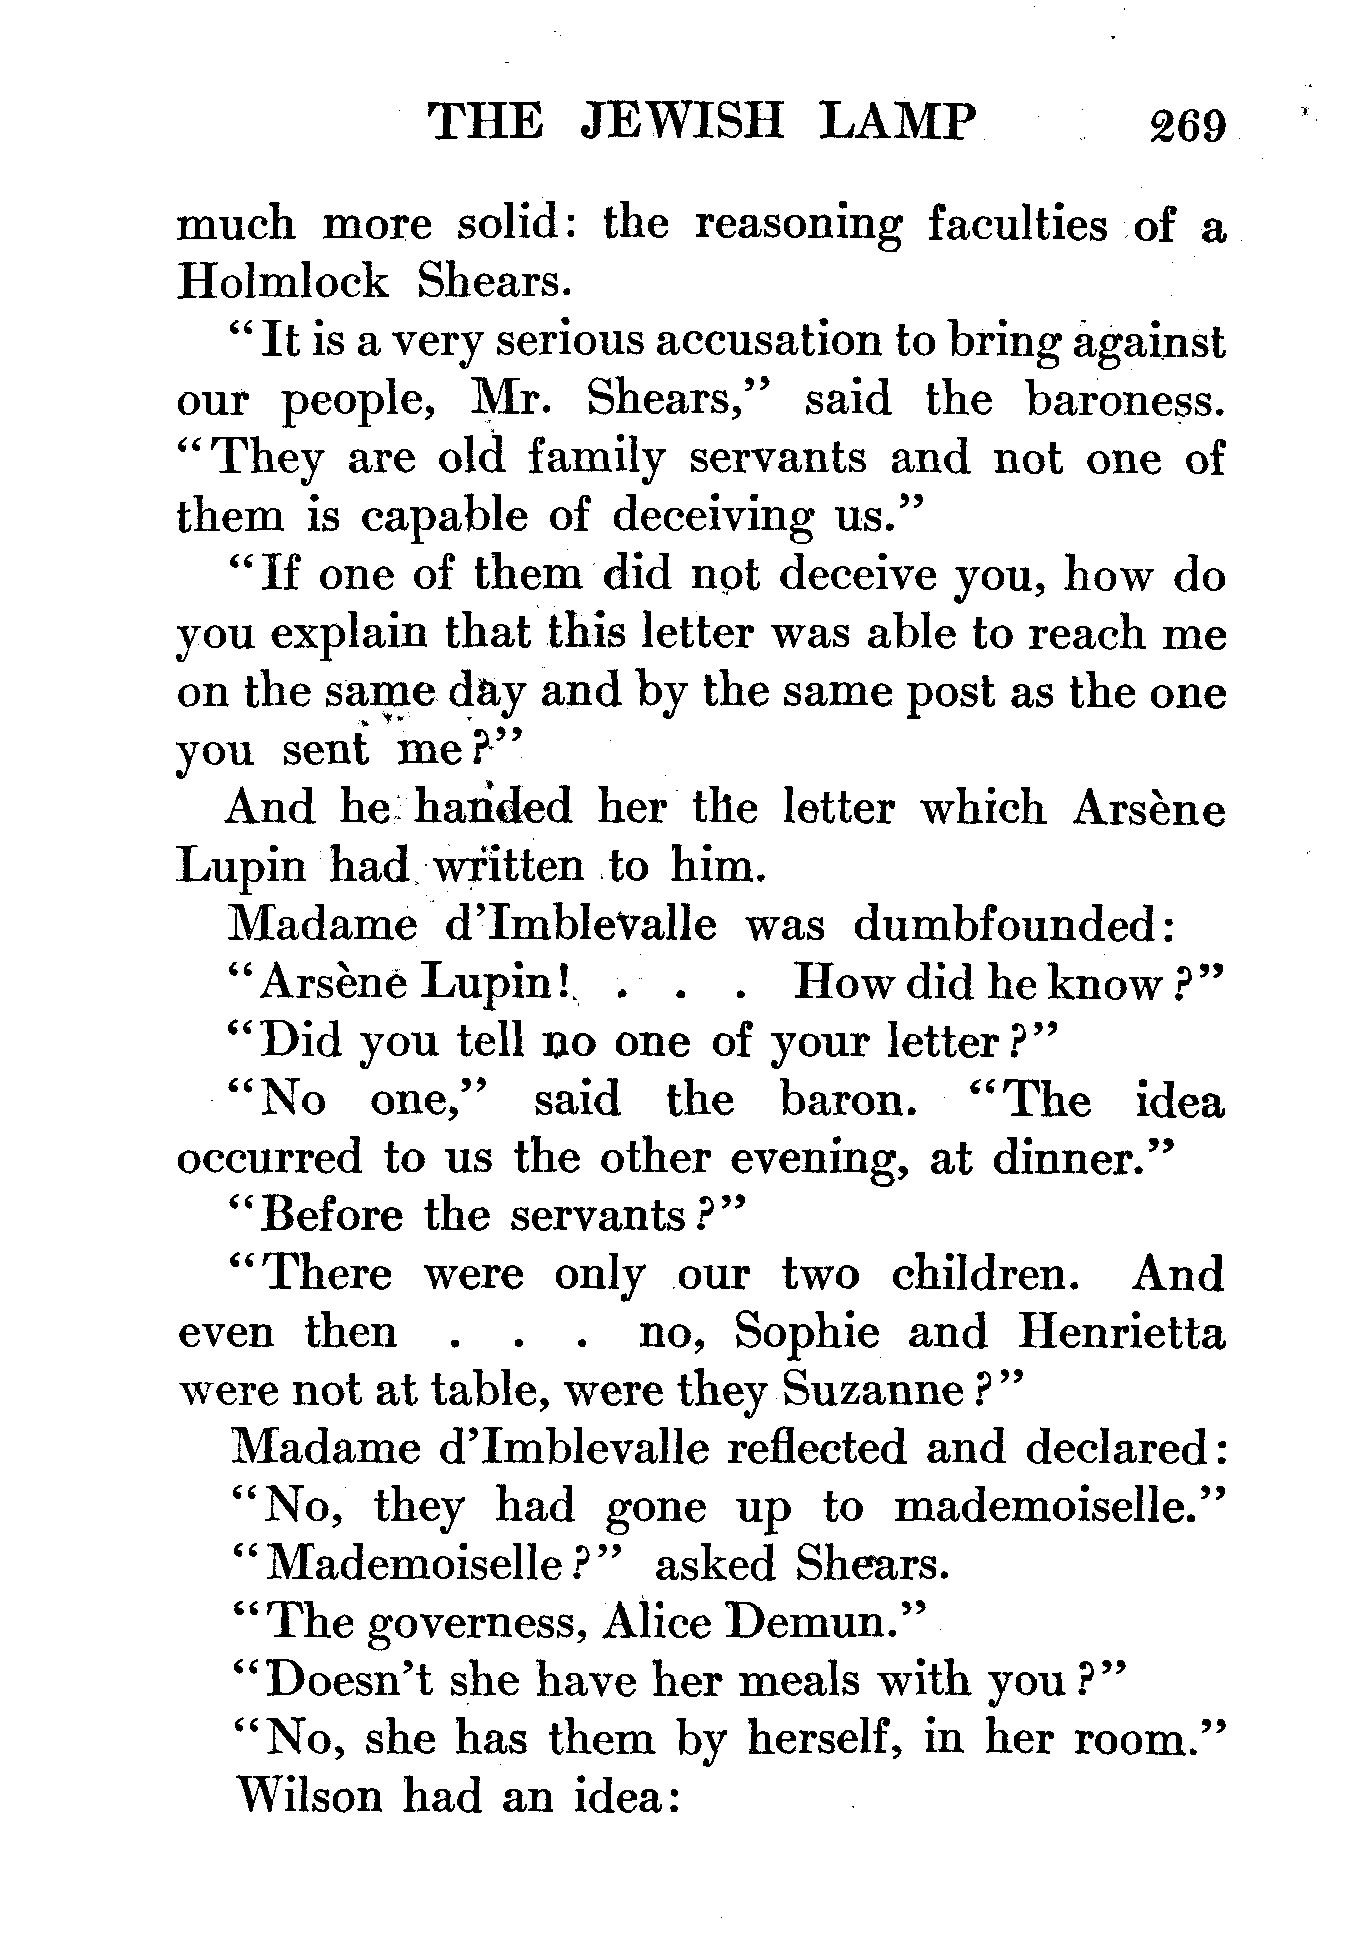 THE JEWISH LAMP 269
much more solid: the reasoning faculties of a
Holmlock Shears.
“It is a very serious accusation to bring against
our people, Mr. Shears,” said the baroness.
“They are old family servants and not one of
them is capable of deceiving us.”
“If one of them did not deceive you, how do
you explain that this letter was able to reach me
on the same day and by the same post as the one
you sent me?”
And he handed her the letter which Arsène
Lupin had written to him.
Madame d’Imblevalle was dumbfounded:
“Arsène Lupin! . . . How did he know?”
“Did you tell no one of your letter?”
“No one,” said the baron. “The idea
occurred to us the other evening, at dinner.”
“Before the servants?”
“There were only our two children. And
even then . . . no, Sophie and Henrietta
were not at table, were they Suzanne?”
Madame d’Imblevalle reflected and declared:
“No, they had gone up to mademoiselle.”
“Mademoiselle?” asked Shears.
“The governess, Alice Demun.”
“Doesn’t she have her meals with you?”
“No, she has them by herself, in her room.”
Wilson had an idea: